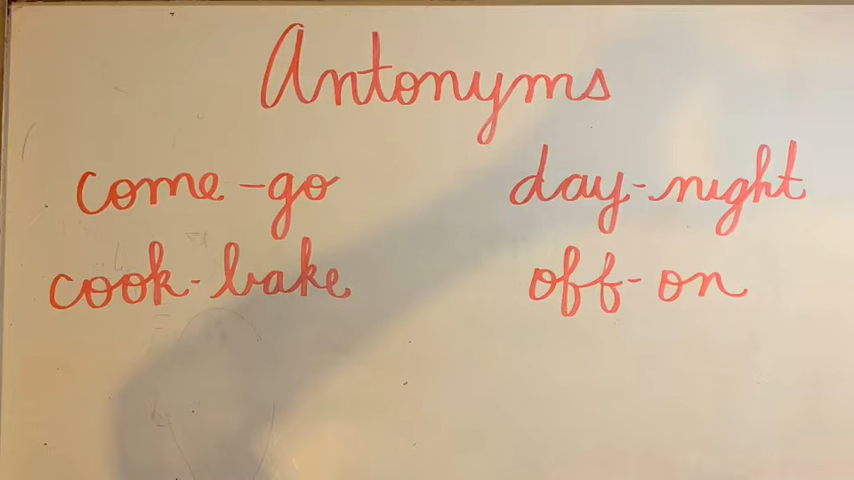 Antonyms
come - go day - night
cook - bake off - on